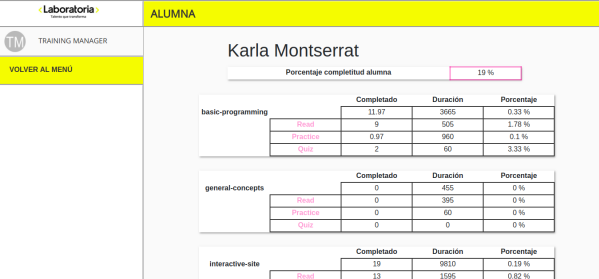 <Laboratoria>
Talento que transforma.
ALUMNA
TM TRAINING MANAGER
VOLVER AL MENÚ
Karla Montserrat
Porcentaje completitud alumna 19 %
Completado Duración Porcentaje
basic-programming 11.97 3665 0.33 %
Read 9 505 1.78 %
Practice 0.97 960 0.1 %
Quiz 2 60 3.33 %
Completado Duración Porcentaje
general-concepts 0 455 0 %
Read 0 395 0 %
Practice 0 60 0 %
Quiz 0 0 0 %
Completado Duración Porcentaje
interactive-site 19 9810 0.19 %
Read 13 1595 0.82 %